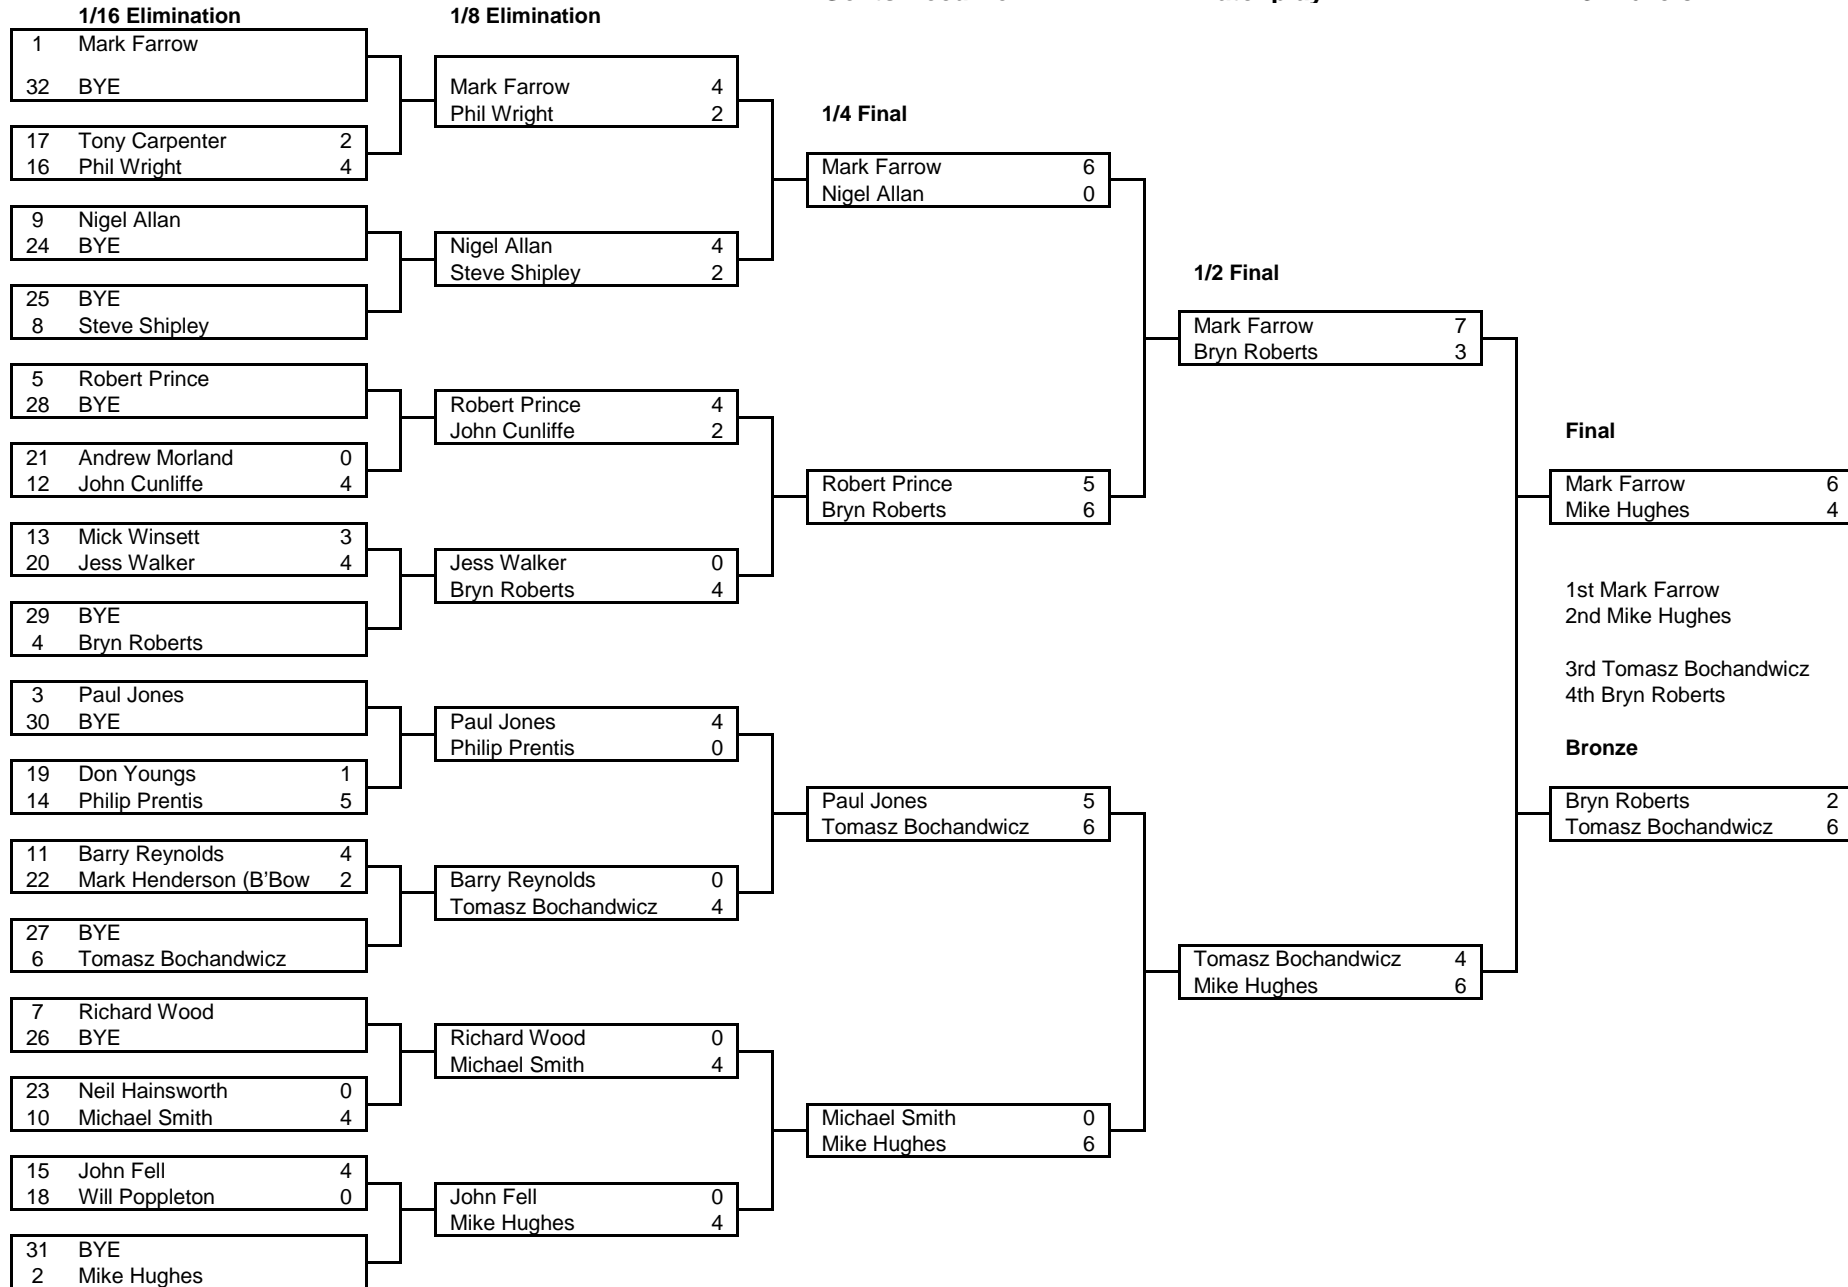 1/16 Elimination
1/8 Elimination
1 Mark Farrow
32 BYE
17 Tony Carpenter 2
16 Phil Wright 4
9 Nigel Allan
24 BYE
25 BYE
8 Steve Shipley
5 Robert Prince
28 BYE
21 Andrew Morland 0
12 John Cunliffe 4
13 Mick Winsett 3
20 Jess Walker 4
29 BYE
4 Bryn Roberts
3 Paul Jones
30 BYE
19 Don Youngs 1
14 Philip Prentis 5
11 Barry Reynolds 4
22 Mark Henderson (B'Bow 2
27 BYE
6 Tomasz Bochandwicz
7 Richard Wood
26 BYE
23 Neil Hainsworth 0
10 Michael Smith 4
15 John Fell 4
18 Will Poppleton 0
31 BYE
2 Mike Hughes
Mark Farrow 4
Phil Wright 2
Nigel Allan 4
Steve Shipley 2
Robert Prince 4
John Cunliffe 2
Jess Walker 0
Bryn Roberts 4
Paul Jones 4
Philip Prentis 0
Barry Reynolds 0
Tomasz Bochandwicz 4
Richard Wood 0
Michael Smith 4
John Fell 0
Mike Hughes 4
1/4 Final
Mark Farrow 6
Nigel Allan 0
Robert Prince 5
Bryn Roberts 6
Paul Jones 5
Tomasz Bochandwicz 6
Michael Smith 0
Mike Hughes 6
1/2 Final
Mark Farrow 7
Bryn Roberts 3
Tomasz Bochandwicz 4
Mike Hughes 6
Final
Mark Farrow 6
Mike Hughes 4
1st Mark Farrow
2nd Mike Hughes
3rd Tomasz Bochandwicz
4th Bryn Roberts
Bronze
Bryn Roberts 2
Tomasz Bochandwicz 6